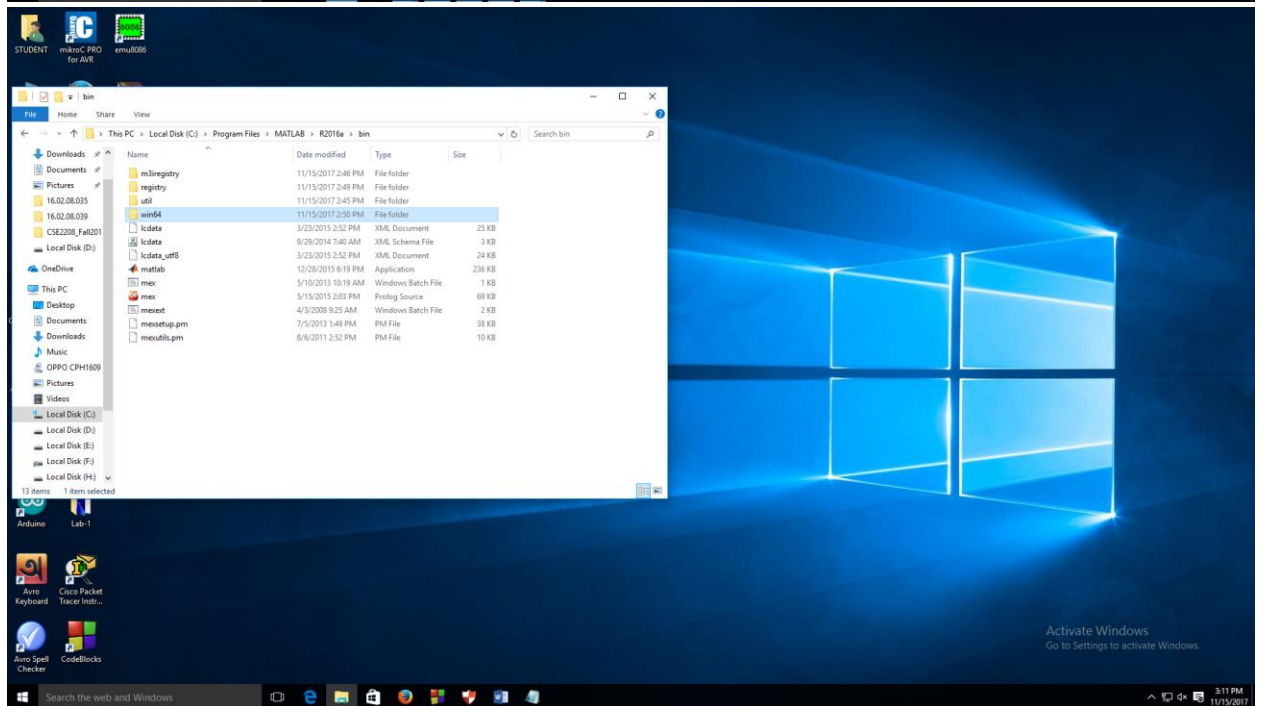 STUDENT
mikroC PRO for AVR
emu8086
bin
File Home Share View
This PC > Local Disk (C:) > Program Files > MATLAB > R2016a > bin
Search bin
Name Date modified Type Size
m3iregistry 11/15/2017 2:46 PM File folder
registry 11/15/2017 2:49 PM File folder
util 11/15/2017 2:45 PM File folder
win64 11/15/2017 2:50 PM File folder
lcdata 3/23/2015 2:52 PM XML Document 25 KB
lcdata 9/29/2014 7:40 AM XML Schema File 3 KB
lcdata_utf8 3/23/2015 2:52 PM XML Document 24 KB
matlab 12/28/2015 6:19 PM Application 236 KB
mex 5/10/2013 10:19 AM Windows Batch File 1 KB
mex 5/15/2015 2:03 PM Prolog Source 69 KB
mexext 4/3/2008 9:25 AM Windows Batch File 2 KB
mexsetup.pm 7/5/2013 1:49 PM PM File 38 KB
mexutils.pm 8/6/2011 2:52 PM PM File 10 KB
Downloads
Documents
Pictures
16.02.08.035
16.02.08.039
CSE2208_Fall201
Local Disk (D:)
OneDrive
This PC
Desktop
Documents
Downloads
Music
OPPO CPH1609
Pictures
Videos
Local Disk (C:)
Local Disk (D:)
Local Disk (E:)
Local Disk (F:)
Local Disk (H:)
13 items 1 item selected
Arduino
Lab-1
Avro Keyboard
Cisco Packet Tracer Instr...
Avro Spell Checker
CodeBlocks
Activate Windows
Go to Settings to activate Windows.
Search the web and Windows
3:11 PM
11/15/2017